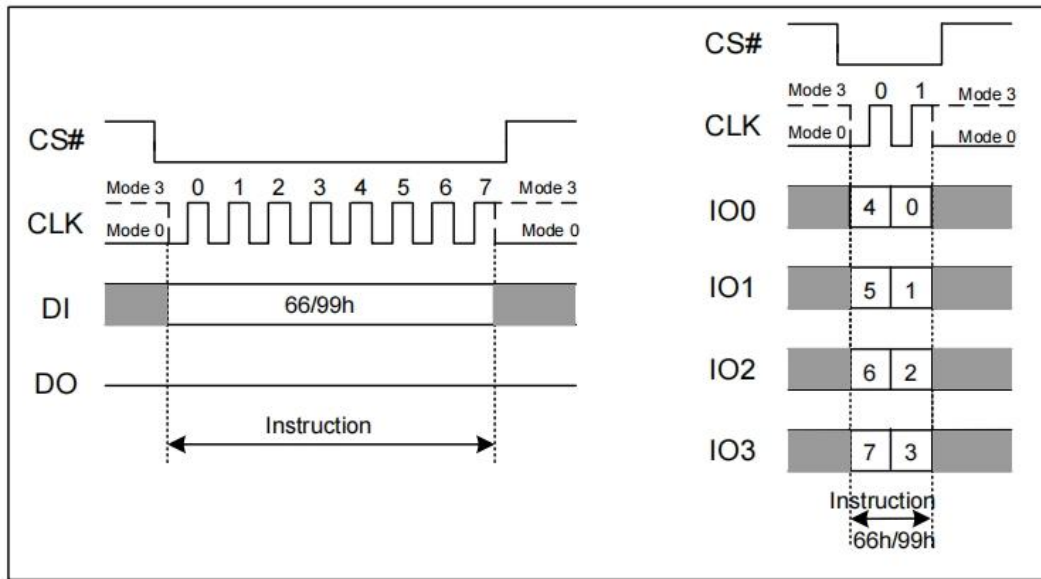 CS#
Mode 3 0 1 2 3 4 5 6 7 Mode 3
CLK
Mode 0 Mode 0
DI 66/99h
DO
Instruction
CS#
Mode 3 0 1 Mode 3
CLK
Mode 0 Mode 0
IO0 4 0
IO1 5 1
IO2 6 2
IO3 7 3
Instruction
66h/99h